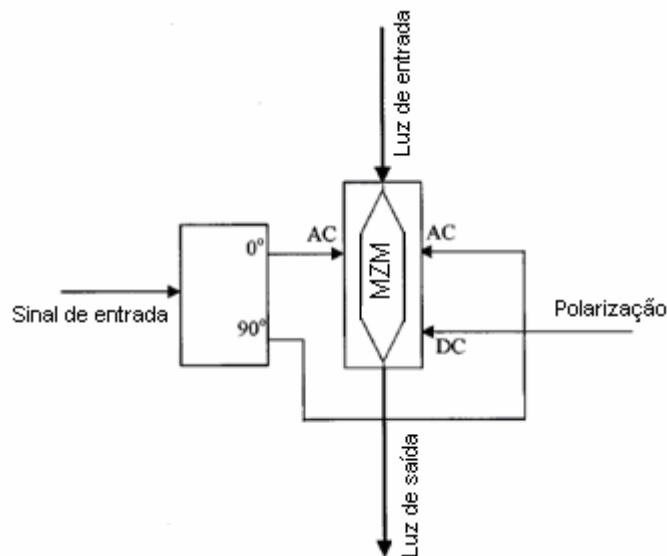 Luz de entrada
0º
AC
AC
MZM
Sinal de entrada
Polarização
90º
DC
Luz de saída